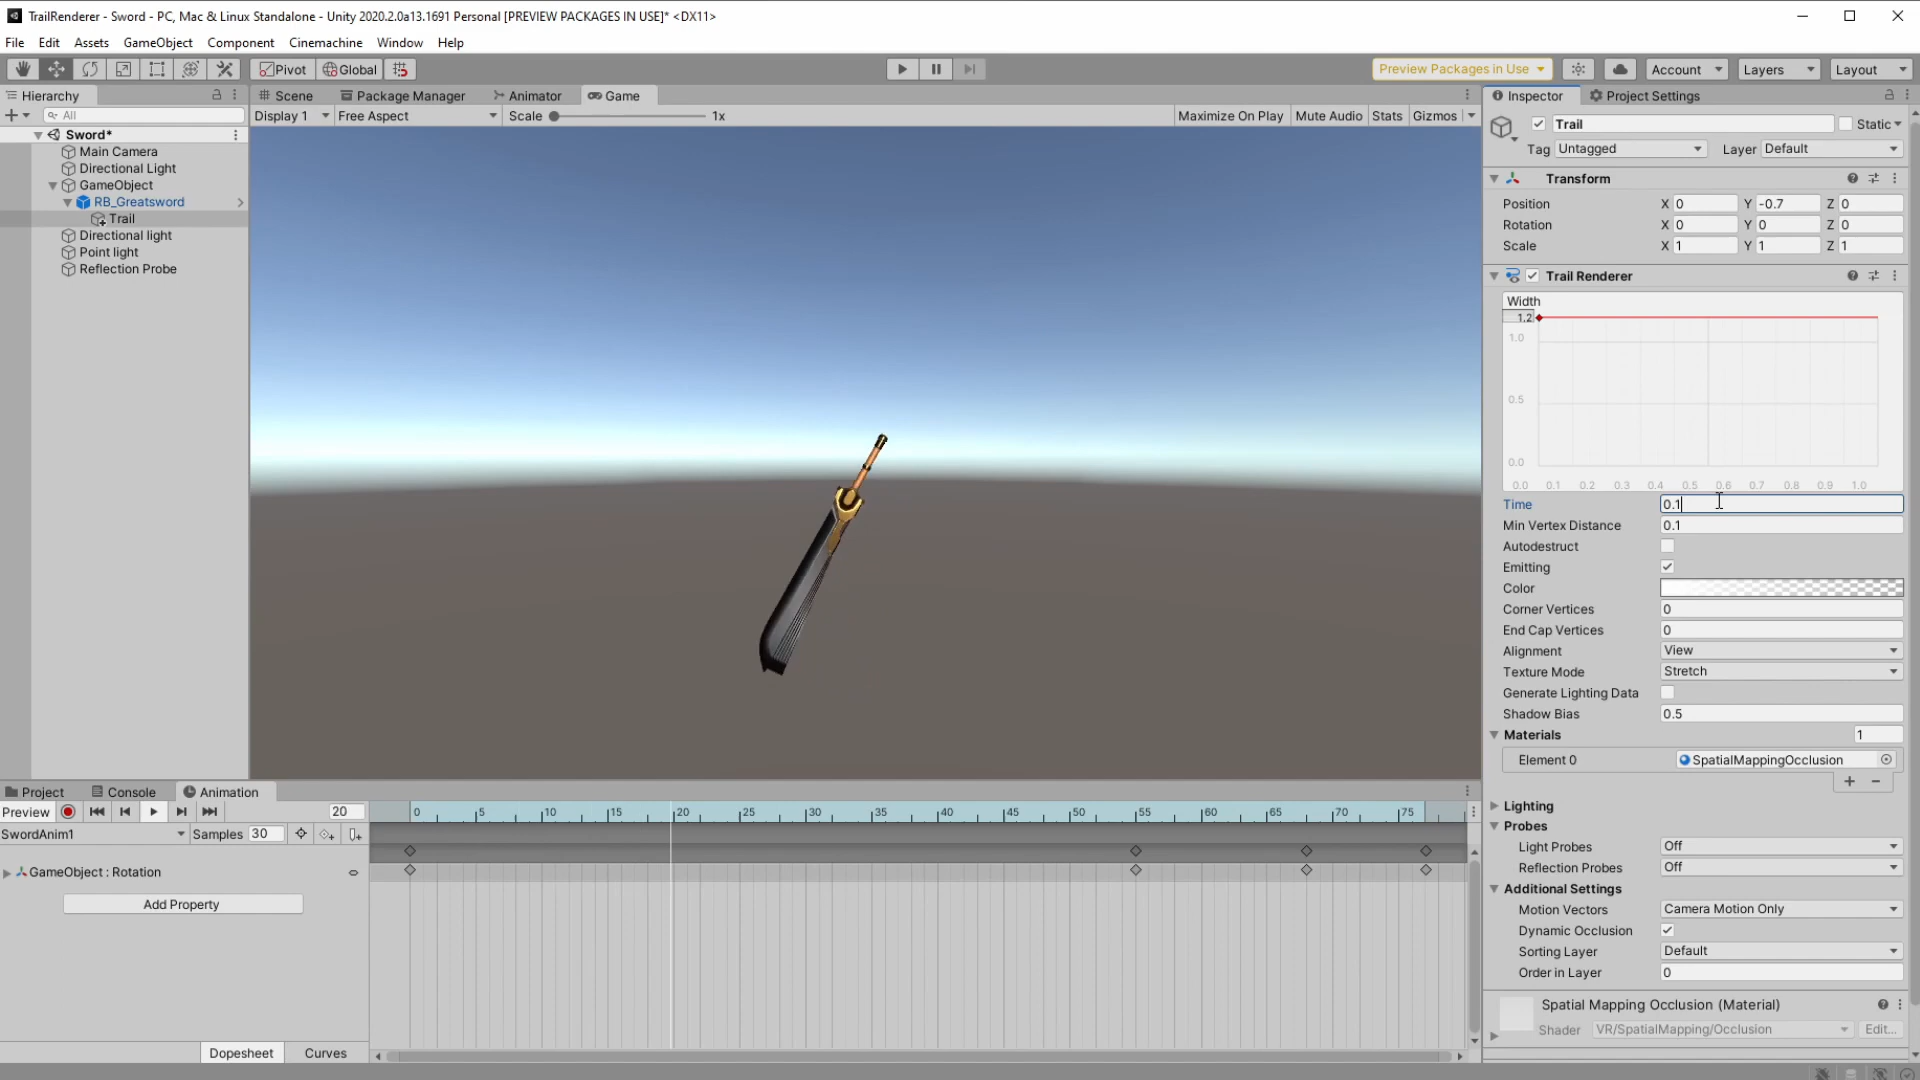 TrailRenderer - Sword - PC, Mac & Linux Standalone - Unity 2020.2.0a13.1691 Personal [PREVIEW PACKAGES IN USE]* <DX11>
File Edit Assets GameObject Component Cinemachine Window Help
Pivot Global Preview Packages in Use Account Layers Layout
Hierarchy Scene Package Manager Animator Game Inspector Project Settings
All Display 1 Free Aspect Scale 1x Maximize On Play Mute Audio Stats Gizmos
Trail Static
Sword*
Tag Untagged Layer Default
Main Camera
Directional Light
GameObject
RB_Greatsword
Trail
Directional light
Point light
Reflection Probe
Transform
Position X 0 Y -0.7 Z 0
Rotation X 0 Y 0 Z 0
Scale X 1 Y 1 Z 1
Trail Renderer
Width
1.2
1.0
0.5
0.0
0.0 0.1 0.2 0.3 0.4 0.5 0.6 0.7 0.8 0.9 1.0
Time 0.1
Min Vertex Distance 0.1
Autodestruct
Emitting
Color
Corner Vertices 0
End Cap Vertices 0
Alignment View
Texture Mode Stretch
Generate Lighting Data
Shadow Bias 0.5
Materials 1
Element 0 SpatialMappingOcclusion
Lighting
Probes
Light Probes Off
Reflection Probes Off
Additional Settings
Motion Vectors Camera Motion Only
Dynamic Occlusion
Sorting Layer Default
Order in Layer 0
Spatial Mapping Occlusion (Material)
Shader VR/SpatialMapping/Occlusion Edit...
Project Console Animation
Preview 20 0 5 10 15 20 25 30 35 40 45 50 55 60 65 70 75
SwordAnim1 Samples 30
GameObject : Rotation
Add Property
Dopesheet Curves